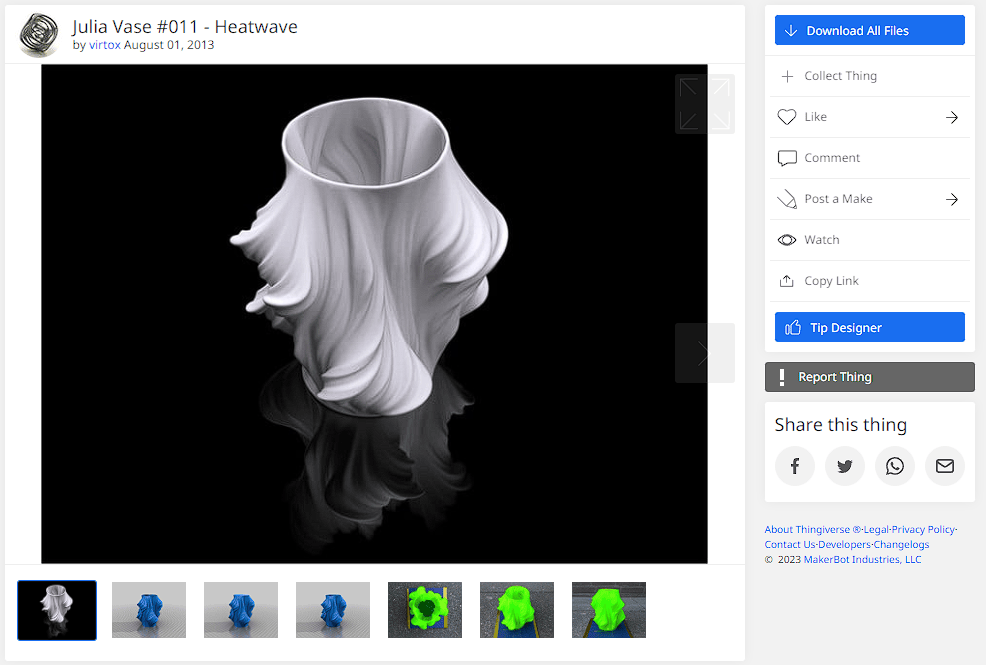 Julia Vase #011 - Heatwave
by virtox August 01, 2013
Download All Files
Collect Thing
Like
Comment
Post a Make
Watch
Copy Link
Tip Designer
Report Thing
Share this thing
About Thingiverse ®·Legal·Privacy Policy·
Contact Us·Developers·Changelogs
© 2023 MakerBot Industries, LLC